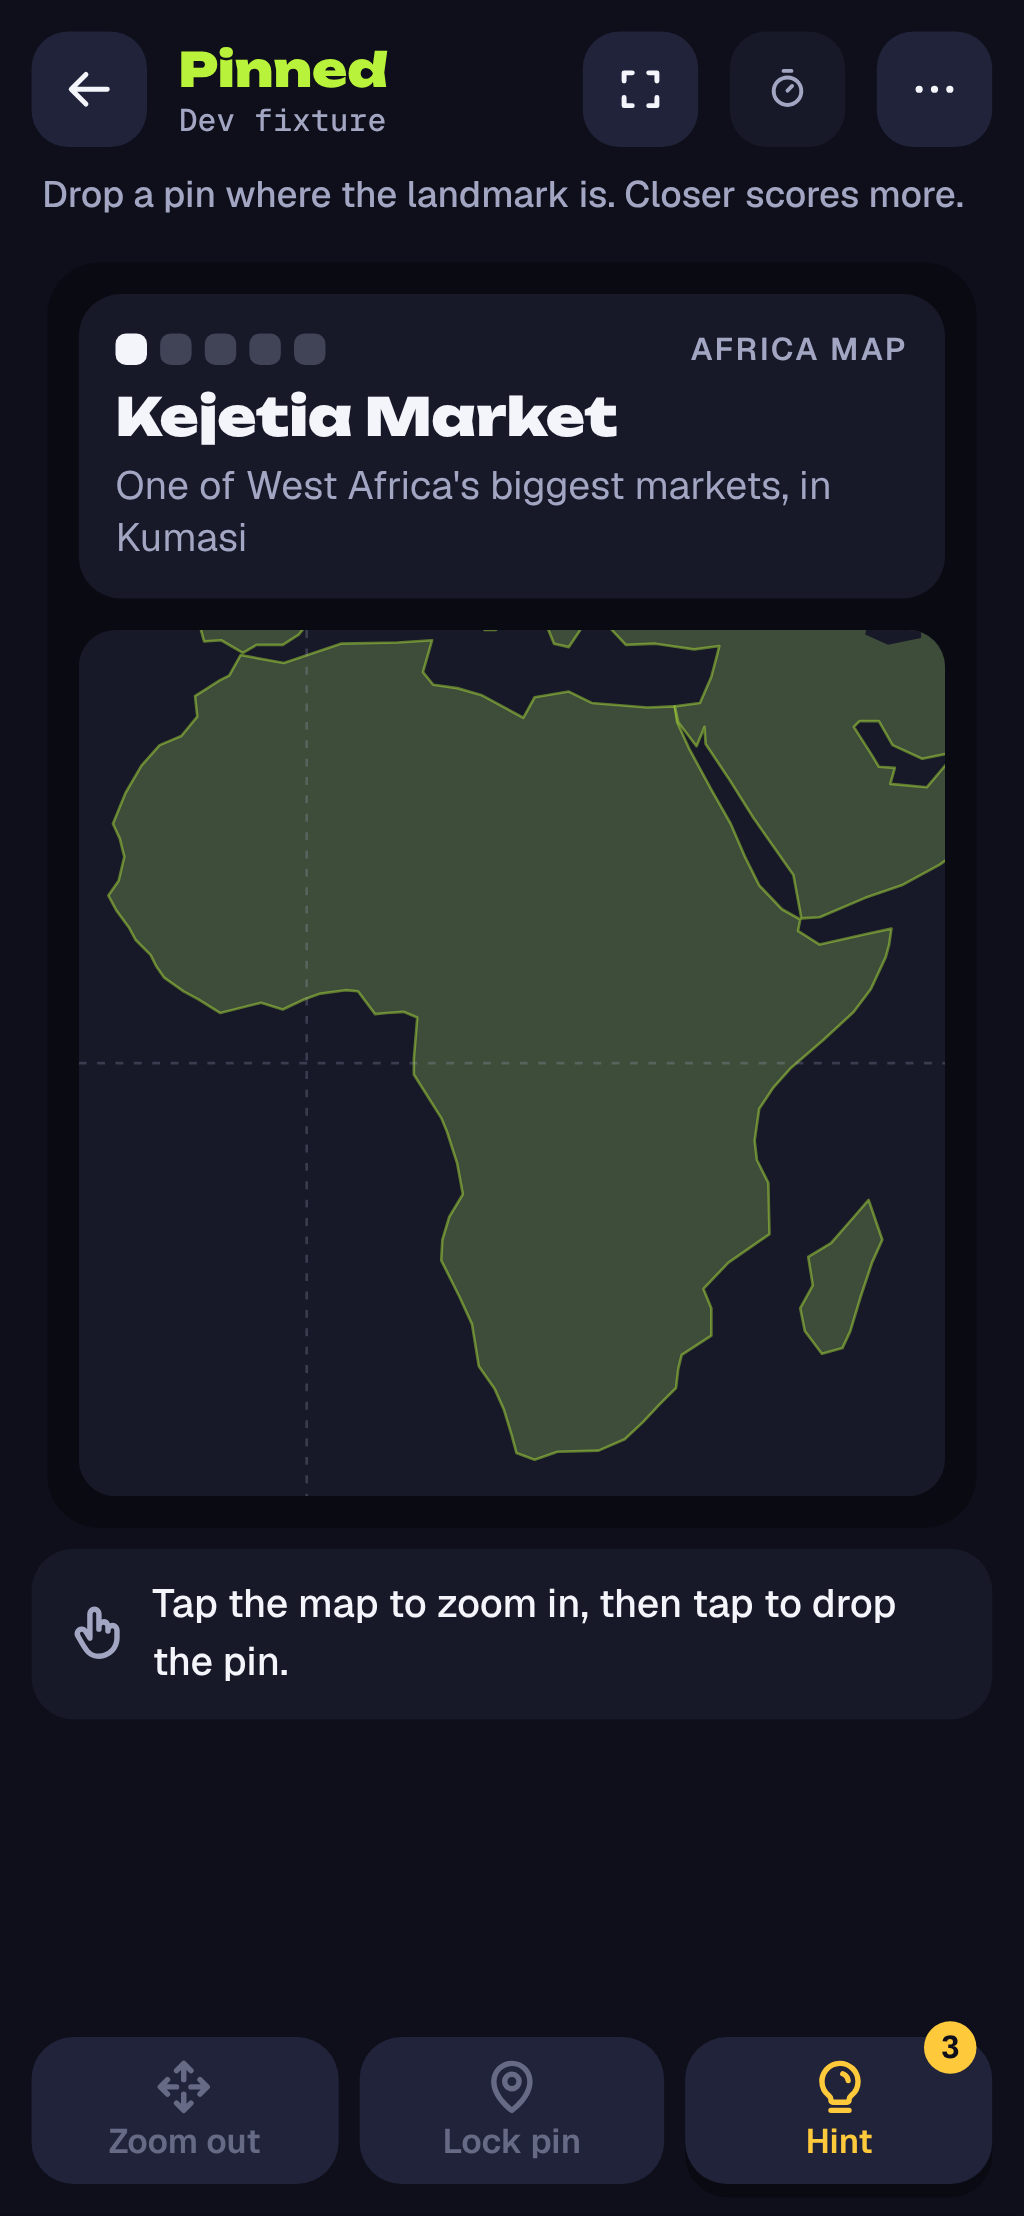 Pinned
Dev fixture
Drop a pin where the landmark is. Closer scores more.
AFRICA MAP
Kejetia Market
One of West Africa's biggest markets, in
Kumasi
Tap the map to zoom in, then tap to drop
the pin.
3
Zoom out
Lock pin
Hint